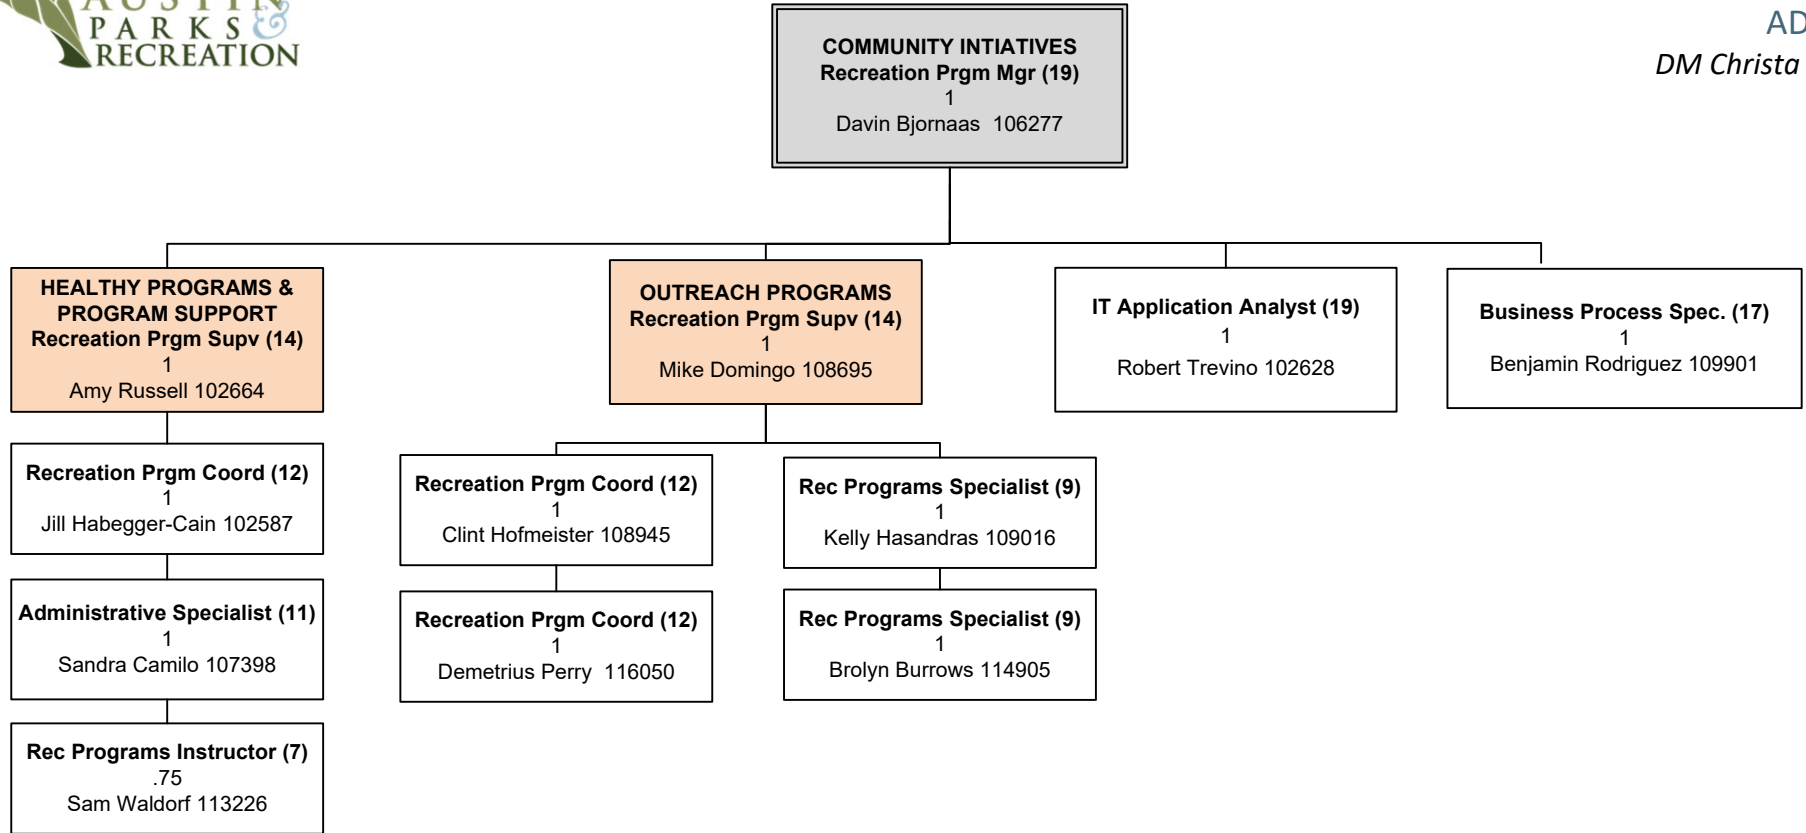 AUSTIN
PARKS &
RECREATION
AD
DM Christa
COMMUNITY INTIATIVES
Recreation Prgm Mgr (19)
1
Davin Bjornaas 106277
HEALTHY PROGRAMS &
PROGRAM SUPPORT
Recreation Prgm Supv (14)
1
Amy Russell 102664
OUTREACH PROGRAMS
Recreation Prgm Supv (14)
1
Mike Domingo 108695
IT Application Analyst (19)
1
Robert Trevino 102628
Business Process Spec. (17)
1
Benjamin Rodriguez 109901
Recreation Prgm Coord (12)
1
Jill Habegger-Cain 102587
Recreation Prgm Coord (12)
1
Clint Hofmeister 108945
Rec Programs Specialist (9)
1
Kelly Hasandras 109016
Administrative Specialist (11)
1
Sandra Camilo 107398
Recreation Prgm Coord (12)
1
Demetrius Perry 116050
Rec Programs Specialist (9)
1
Brolyn Burrows 114905
Rec Programs Instructor (7)
.75
Sam Waldorf 113226